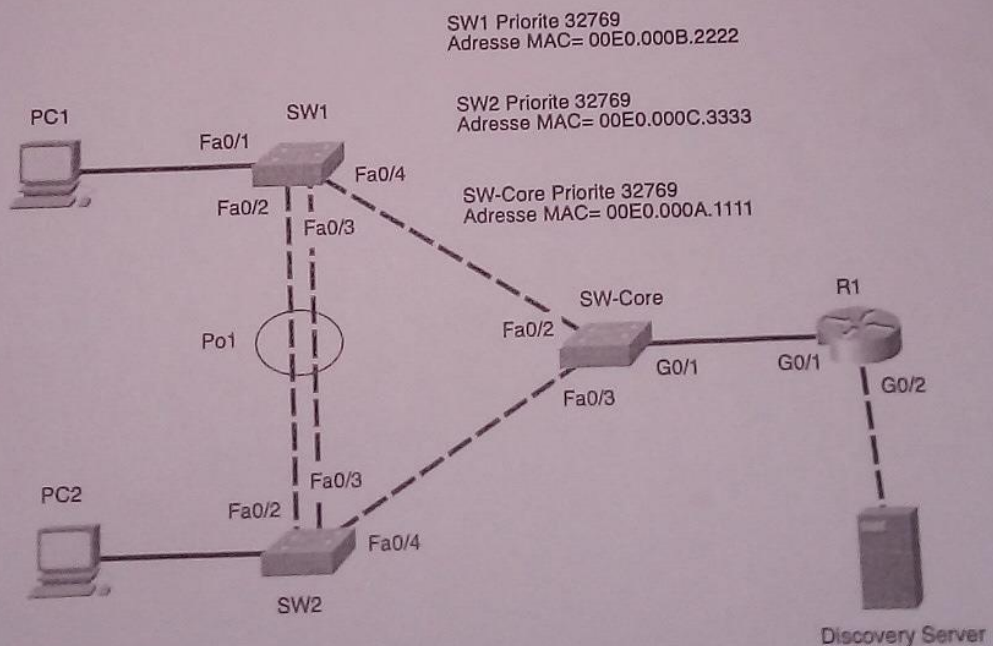 SW1 Priorite 32769
Adresse MAC= 00E0.000B.2222
SW2 Priorite 32769
Adresse MAC= 00E0.000C.3333
SW-Core Priorite 32769
Adresse MAC= 00E0.000A.1111
PC1
SW1
Fa0/1
Fa0/4
Fa0/2
Fa0/3
SW-Core
R1
Po1
Fa0/2
G0/1
G0/1
Fa0/3
G0/2
Fa0/3
PC2
Fa0/2
Fa0/4
SW2
Discovery Server